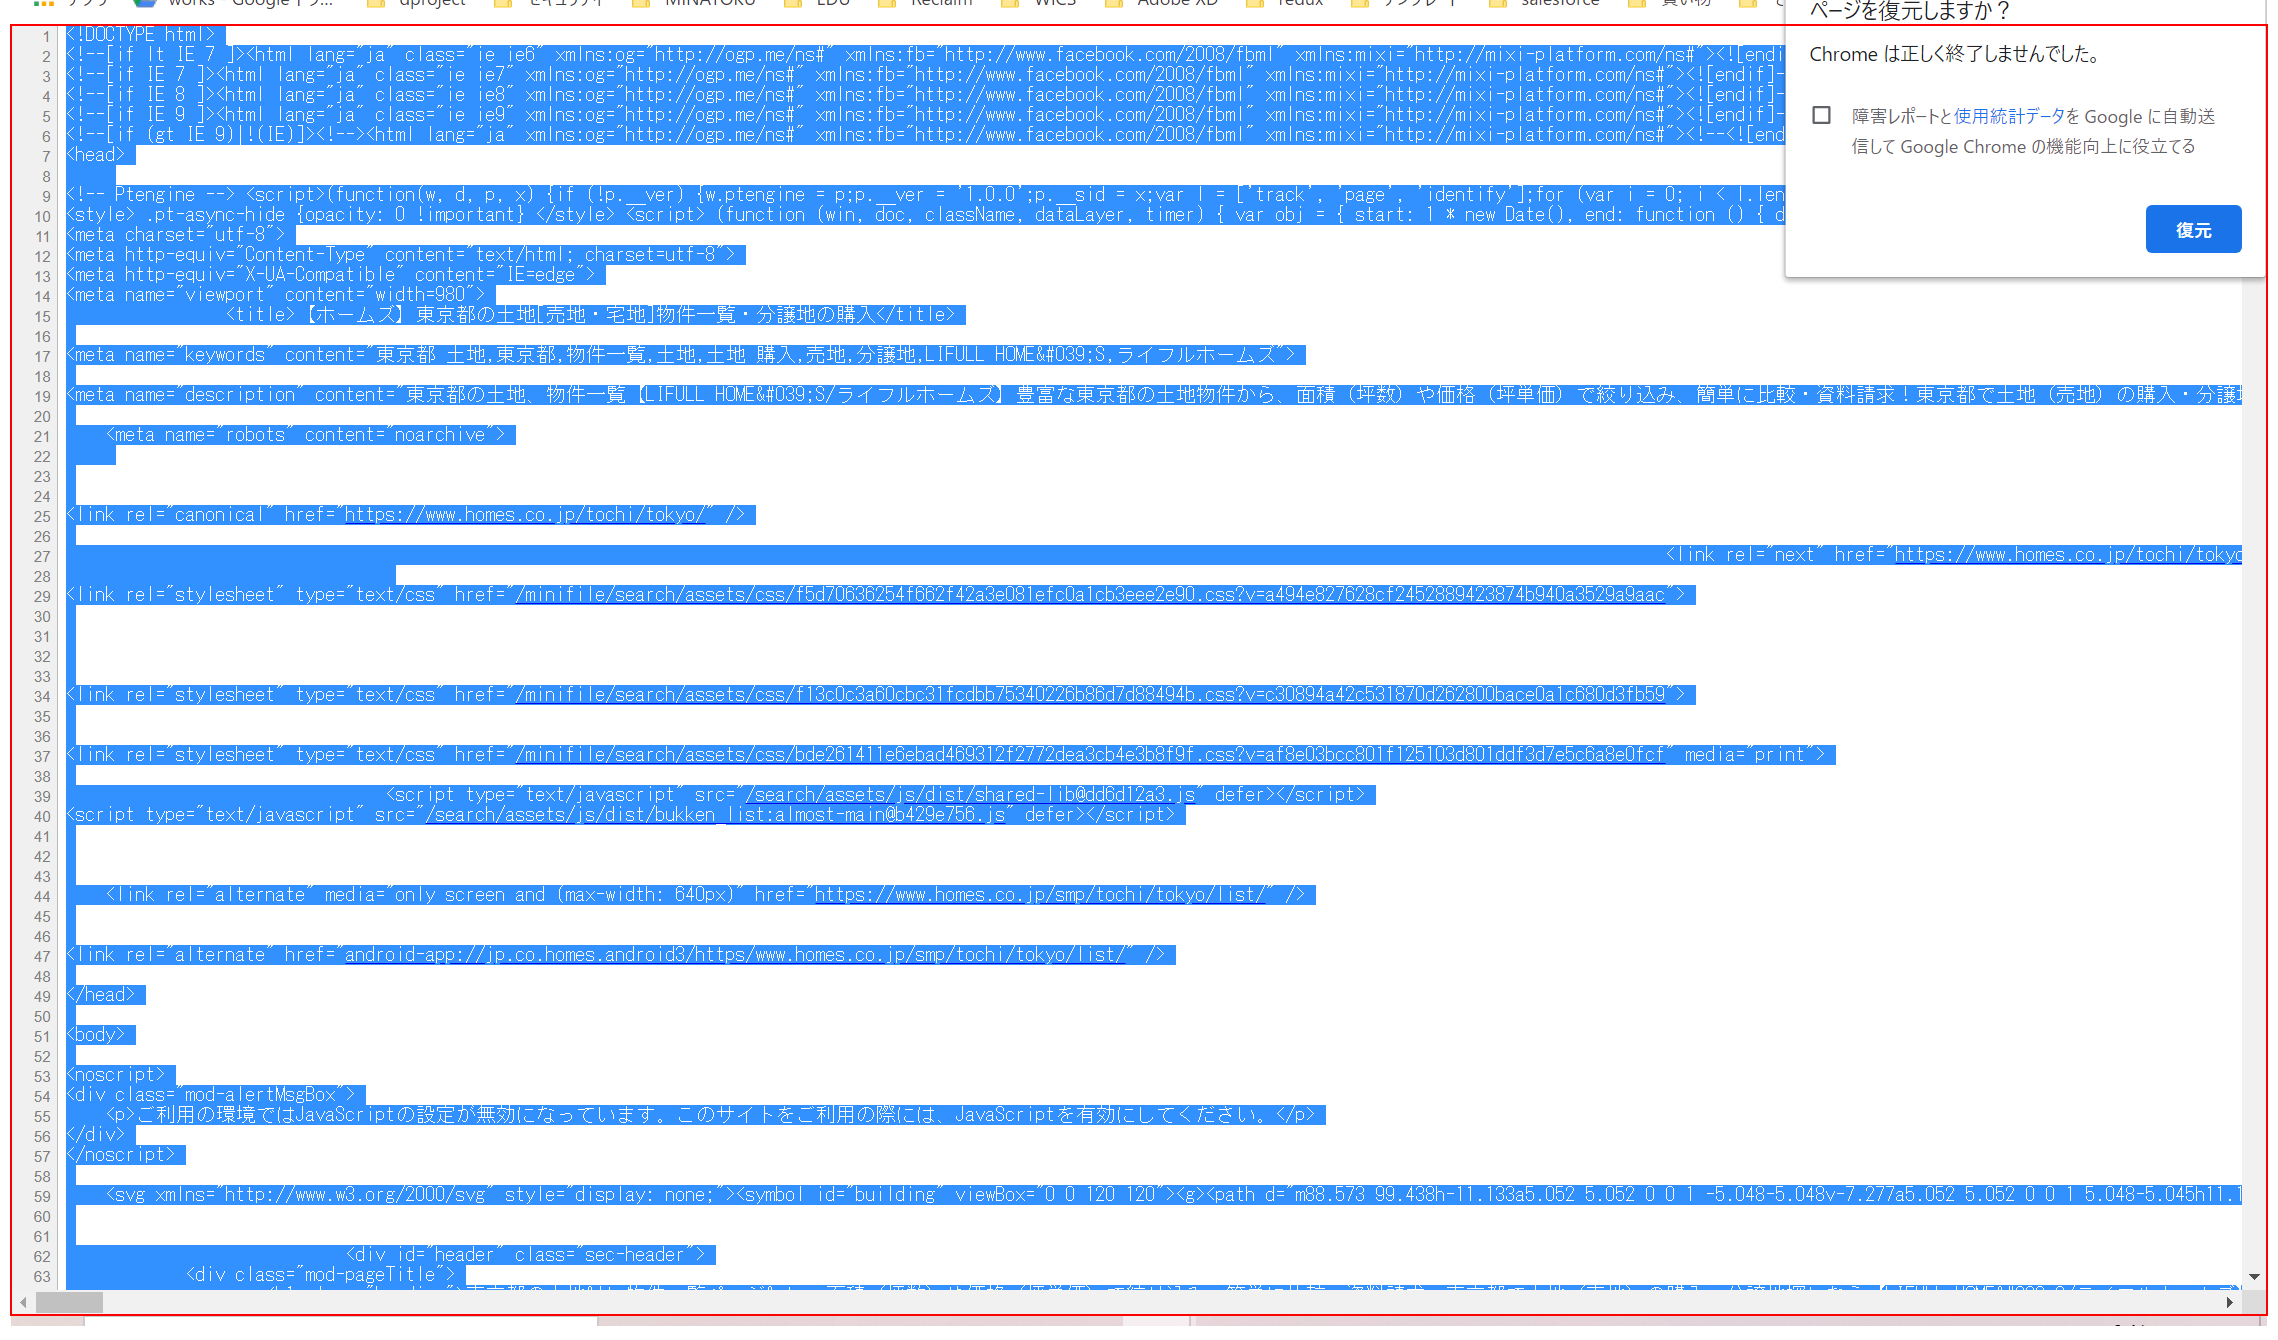 works - Google ドラ...
dproject
セキュリティ
MINATOKU
EDU
Reclaim
WICS
Adobe XD
redux
salesforce
買い物
ページを復元しますか？
Chrome は正しく終了しませんでした。
障害レポートと使用統計データを Google に自動送
信して Google Chrome の機能向上に役立てる
復元
1 <!DOCTYPE html>
2 <!--[if lt IE 7 ]><html lang="ja" class="ie ie6" xmlns:og="http://ogp.me/ns#" xmlns:fb="http://www.facebook.com/2008/fbml" xmlns:mixi="http://mixi-platform.com/ns#"><![endif
3 <!--[if IE 7 ]><html lang="ja" class="ie ie7" xmlns:og="http://ogp.me/ns#" xmlns:fb="http://www.facebook.com/2008/fbml" xmlns:mixi="http://mixi-platform.com/ns#"><![endif]-
4 <!--[if IE 8 ]><html lang="ja" class="ie ie8" xmlns:og="http://ogp.me/ns#" xmlns:fb="http://www.facebook.com/2008/fbml" xmlns:mixi="http://mixi-platform.com/ns#"><![endif]-
5 <!--[if IE 9 ]><html lang="ja" class="ie ie9" xmlns:og="http://ogp.me/ns#" xmlns:fb="http://www.facebook.com/2008/fbml" xmlns:mixi="http://mixi-platform.com/ns#"><![endif]-
6 <!--[if (gt IE 9)|!(IE)]><!--><html lang="ja" xmlns:og="http://ogp.me/ns#" xmlns:fb="http://www.facebook.com/2008/fbml" xmlns:mixi="http://mixi-platform.com/ns#"><!--<![end
7 <head>
8
9 <!-- Ptengine --> <script>(function(w, d, p, x) {if (!p.__ver) {w.ptengine = p;p.__ver = '1.0.0';p.__sid = x;var l = ['track', 'page', 'identify'];for (var i = 0; i < l.len
10 <style> .pt-async-hide {opacity: 0 !important} </style> <script> (function (win, doc, className, dataLayer, timer) { var obj = { start: 1 * new Date(), end: function () { d
11 <meta charset="utf-8">
12 <meta http-equiv="Content-Type" content="text/html; charset=utf-8">
13 <meta http-equiv="X-UA-Compatible" content="IE=edge">
14 <meta name="viewport" content="width=980">
15 <title>【ホームズ】東京都の土地[売地・宅地]物件一覧・分譲地の購入</title>
16
17 <meta name="keywords" content="東京都 土地,東京都,物件一覧,土地,土地 購入,売地,分譲地,LIFULL HOME&#039;S,ライフルホームズ">
18
19 <meta name="description" content="東京都の土地、物件一覧【LIFULL HOME&#039;S/ライフルホームズ】豊富な東京都の土地物件から、面積（坪数）や価格（坪単価）で絞り込み、簡単に比較・資料請求！東京都で土地（売地）の購入・分譲
20
21 <meta name="robots" content="noarchive">
22
23
24
25 <link rel="canonical" href="https://www.homes.co.jp/tochi/tokyo/" />
26
27 <link rel="next" href="https://www.homes.co.jp/tochi/tokyo
28
29 <link rel="stylesheet" type="text/css" href="/minifile/search/assets/css/f5d70636254f662f42a3e081efc0a1cb3eee2e90.css?v=a494e827628cf2452889423874b940a3529a9aac">
30
31
32
33
34 <link rel="stylesheet" type="text/css" href="/minifile/search/assets/css/f13c0c3a60cbc31fcdbb75340226b86d7d88494b.css?v=c30894a42c531870d262800bace0a1c680d3fb59">
35
36
37 <link rel="stylesheet" type="text/css" href="/minifile/search/assets/css/bde261411e6ebad469312f2772dea3cb4e3b8f9f.css?v=af8e03bcc801f125103d801ddf3d7e5c6a8e0fcf" media="print">
38
39 <script type="text/javascript" src="/search/assets/js/dist/shared-lib@dd6d12a3.js" defer></script>
40 <script type="text/javascript" src="/search/assets/js/dist/bukken_list:almost-main@b429e756.js" defer></script>
41
42
43
44 <link rel="alternate" media="only screen and (max-width: 640px)" href="https://www.homes.co.jp/smp/tochi/tokyo/list/" />
45
46
47 <link rel="alternate" href="android-app://jp.co.homes.android3/https/www.homes.co.jp/smp/tochi/tokyo/list/" />
48
49 </head>
50
51 <body>
52
53 <noscript>
54 <div class="mod-alertMsgBox">
55 <p>ご利用の環境ではJavaScriptの設定が無効になっています。このサイトをご利用の際には、JavaScriptを有効にしてください。</p>
56 </div>
57 </noscript>
58
59 <svg xmlns="http://www.w3.org/2000/svg" style="display: none;"><symbol id="building" viewBox="0 0 120 120"><g><path d="m88.573 99.438h-11.133a5.052 5.052 0 0 1 -5.048-5.048v-7.277a5.052 5.052 0 0 1 5.048-5.045h11.1
60
61
62 <div id="header" class="sec-header">
63 <div class="mod-pageTitle">